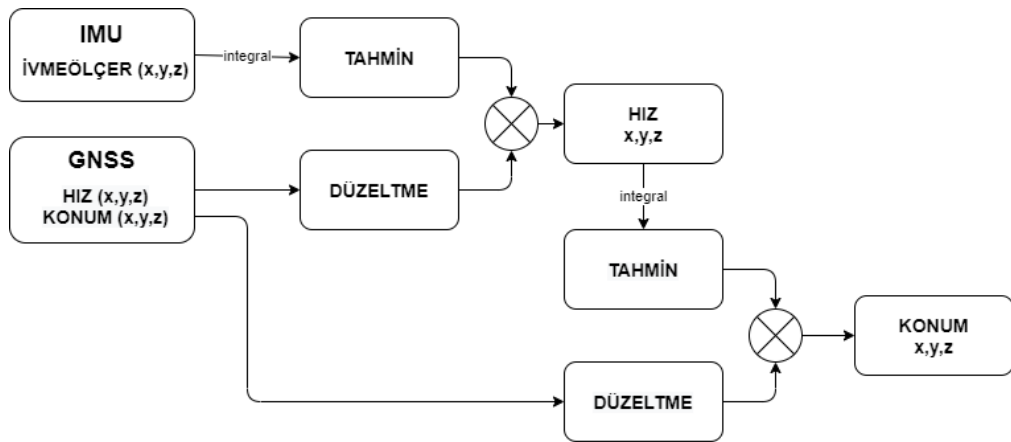 IMU
İVMEÖLÇER (x,y,z)
integral
TAHMİN
GNSS
HIZ (x,y,z)
KONUM (x,y,z)
DÜZELTME
HIZ
x,y,z
integral
TAHMİN
DÜZELTME
KONUM
x,y,z